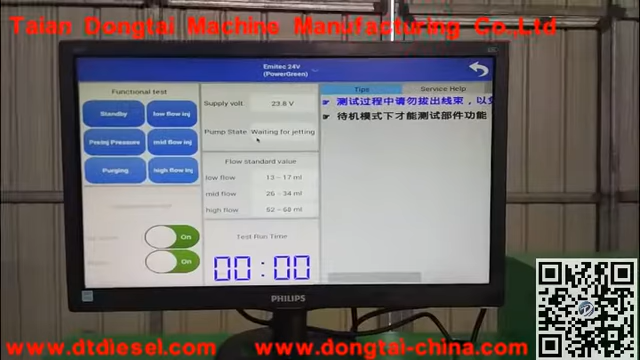 Taian Dongtai Machine Manufacturing Co.,Ltd
Emitec 24V
(PowerGreen)
Functional test
Standby
low flow inj
Preinj Pressure
mid flow inj
Purging
high flow inj
On
On
Supply volt
23.8 V
Pump State
Waiting for jetting
Flow standard value
low flow
13 ~ 17 ml
mid flow
26 ~ 34 ml
high flow
52 ~ 68 ml
Test Run Time
00 : 00
Tips
Service Help
☞ 测试过程中请勿拔出线束，以
☞ 待机模式下才能测试部件功能
PHILIPS
www.dtdiesel.com
www.dongtai-china.com